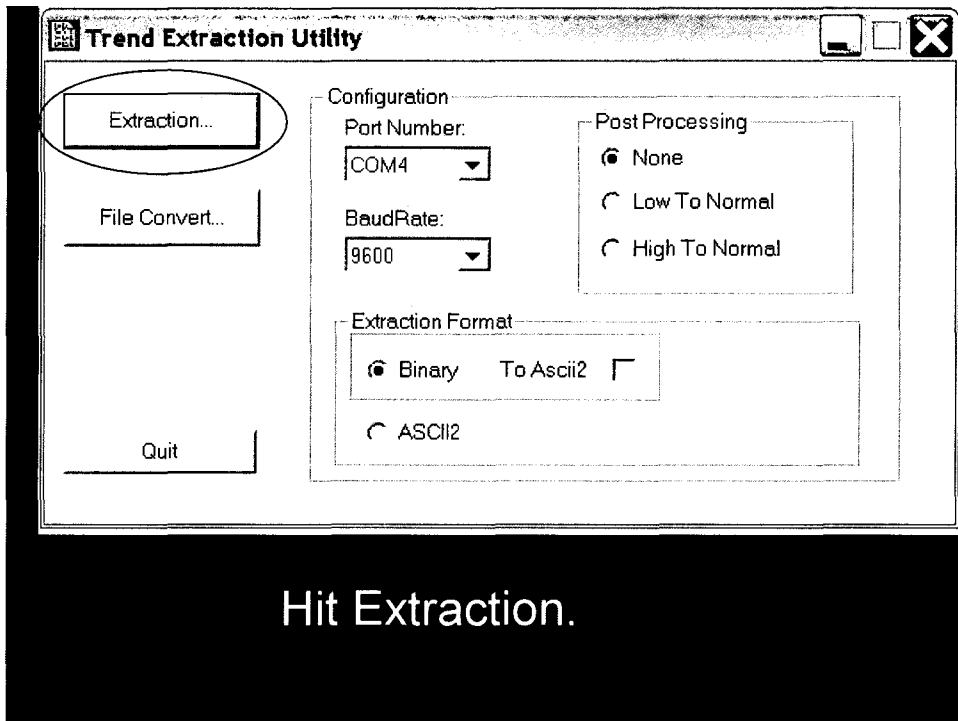 Trend Extraction Utility
Extraction...
File Convert...
Quit
Configuration
Port Number:
COM4
BaudRate:
9600
Post Processing
None
Low To Normal
High To Normal
Extraction Format
Binary To Ascii2
ASCII2
Hit Extraction.